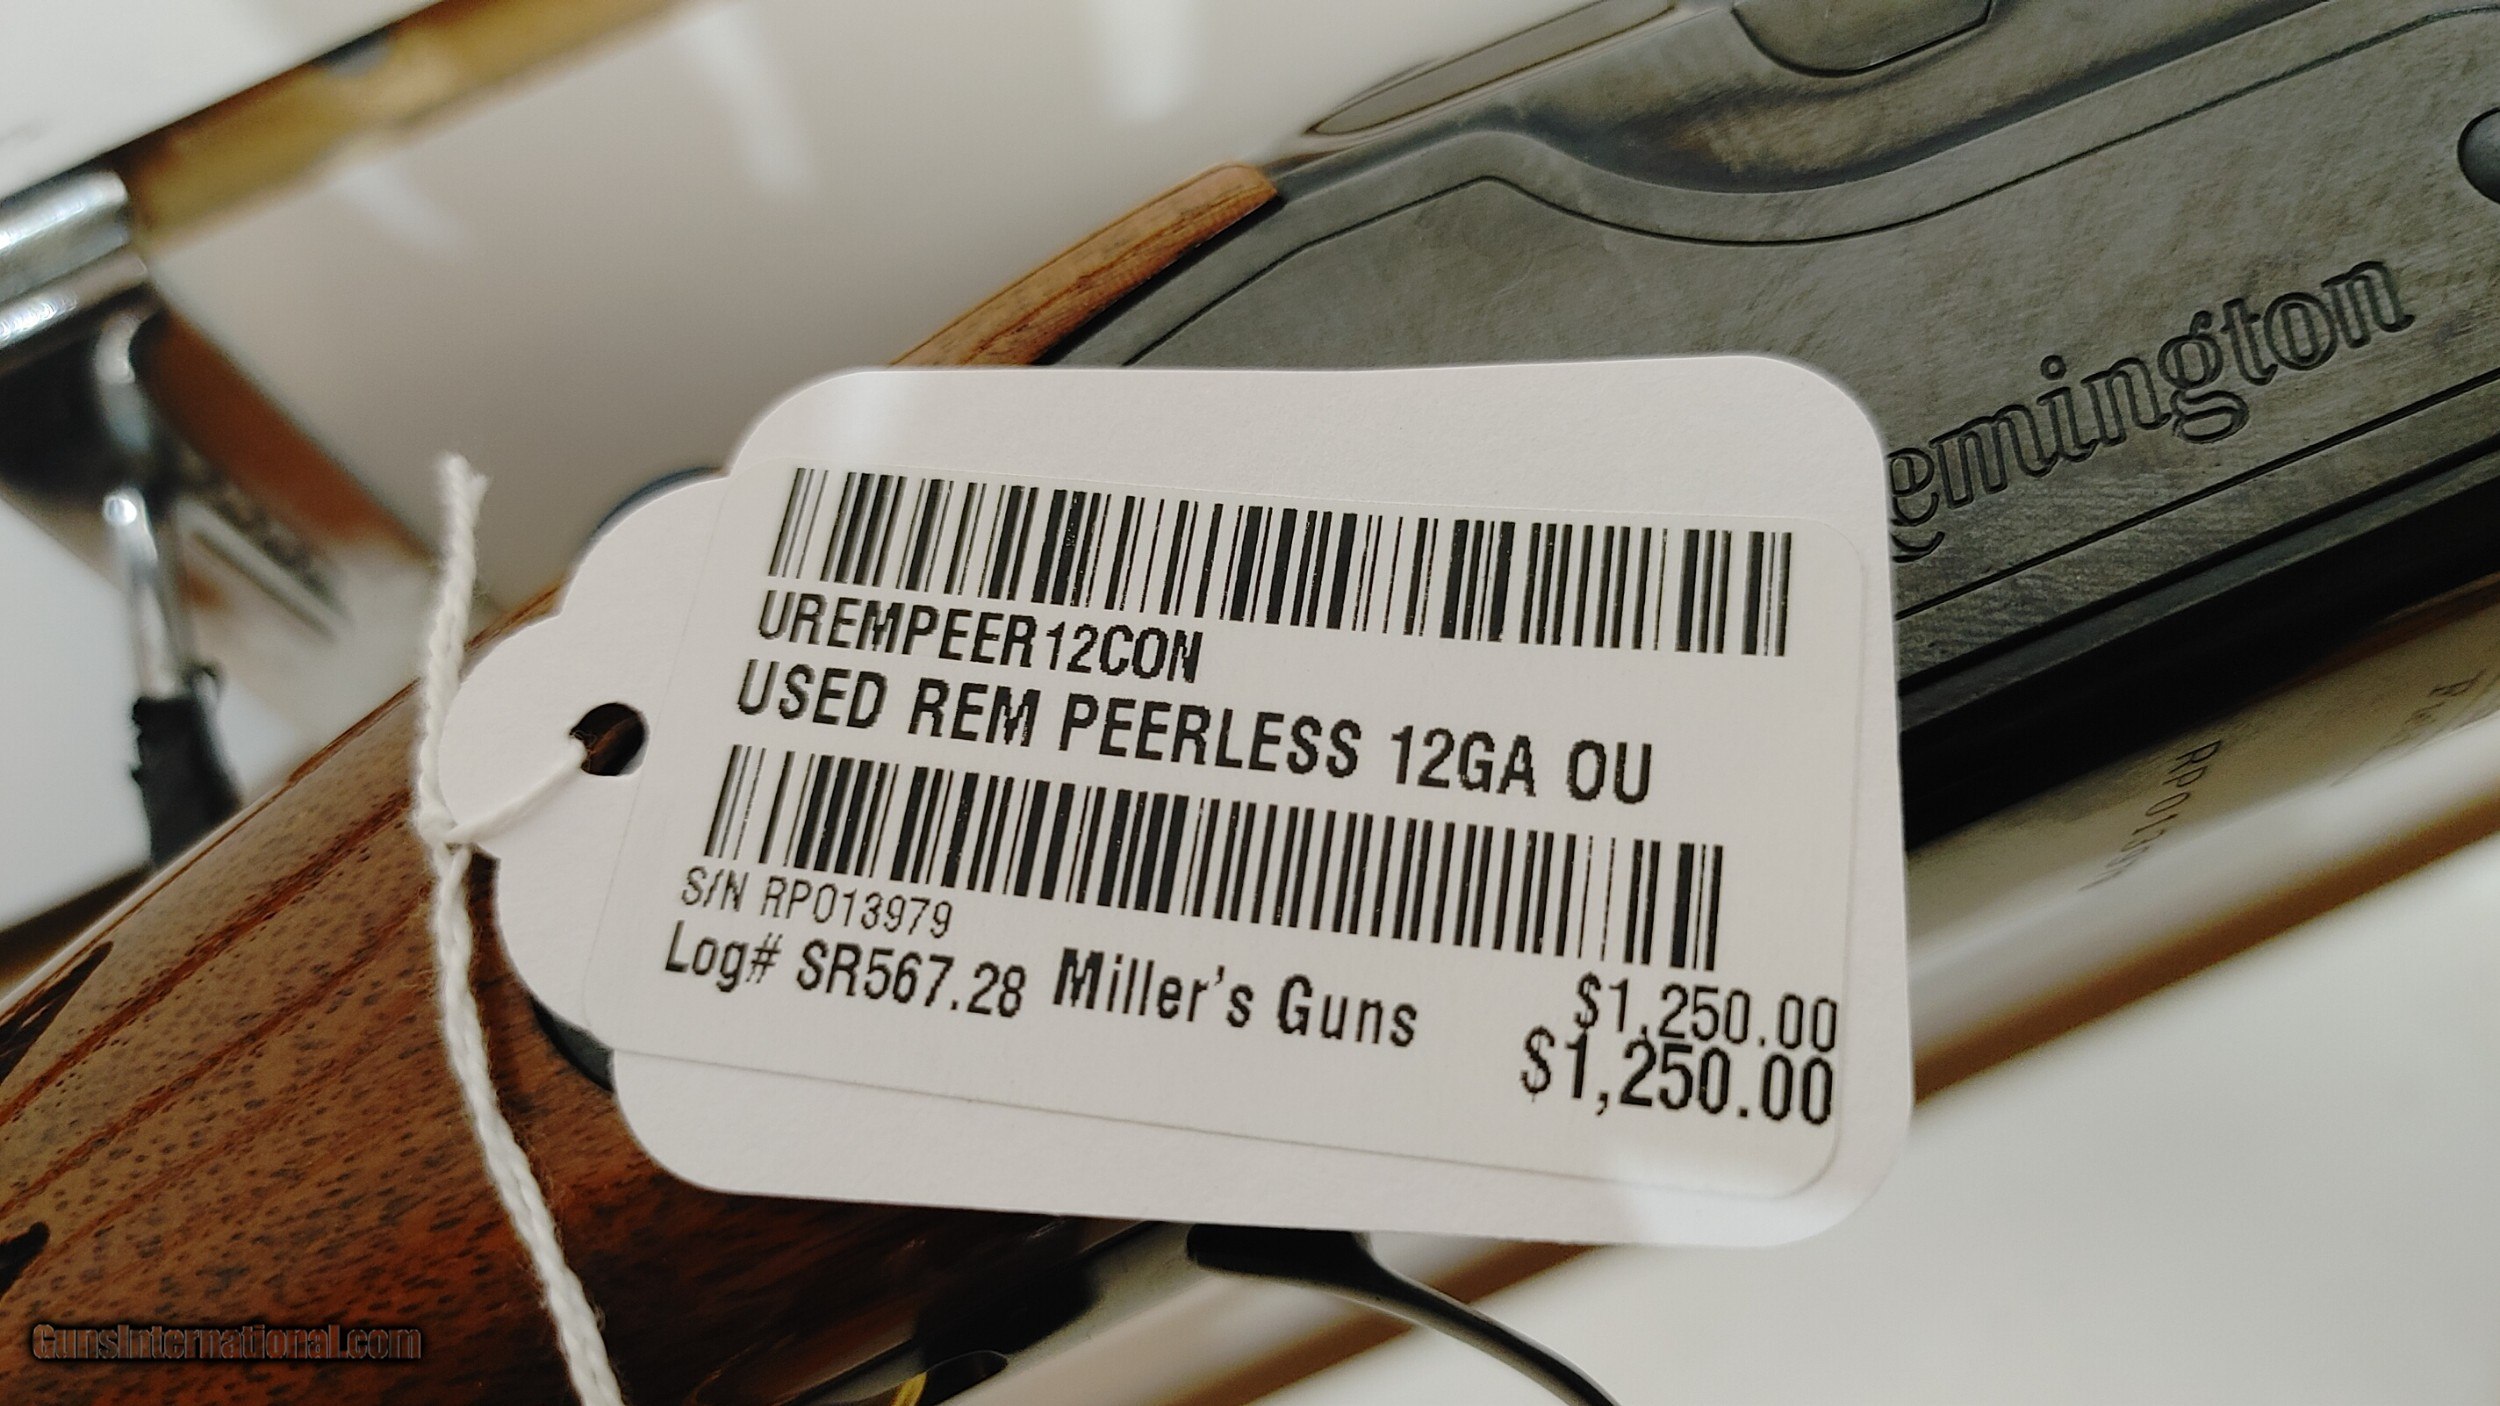 Remington
UREMPEER12CON
USED REM PEERLESS 12GA OU
S/N RP013979
Log# SR567.28 Miller's Guns
$1,250.00
$1,250.00
GunsInternational.com